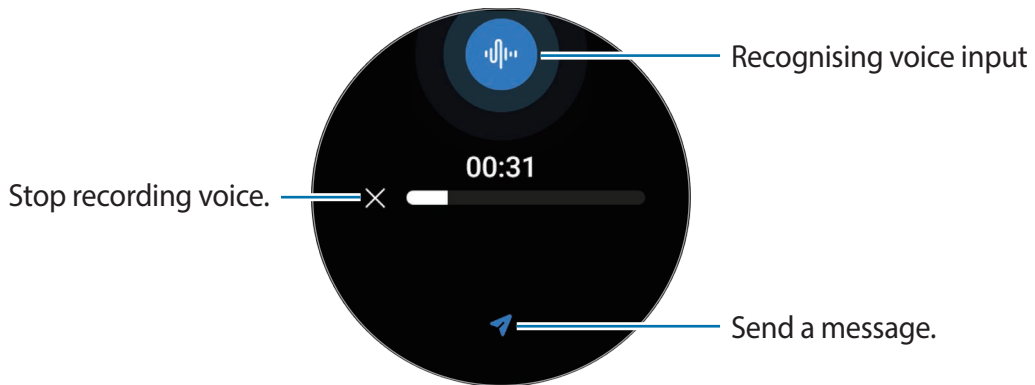 Recognising voice input
00:31
Stop recording voice.
Send a message.